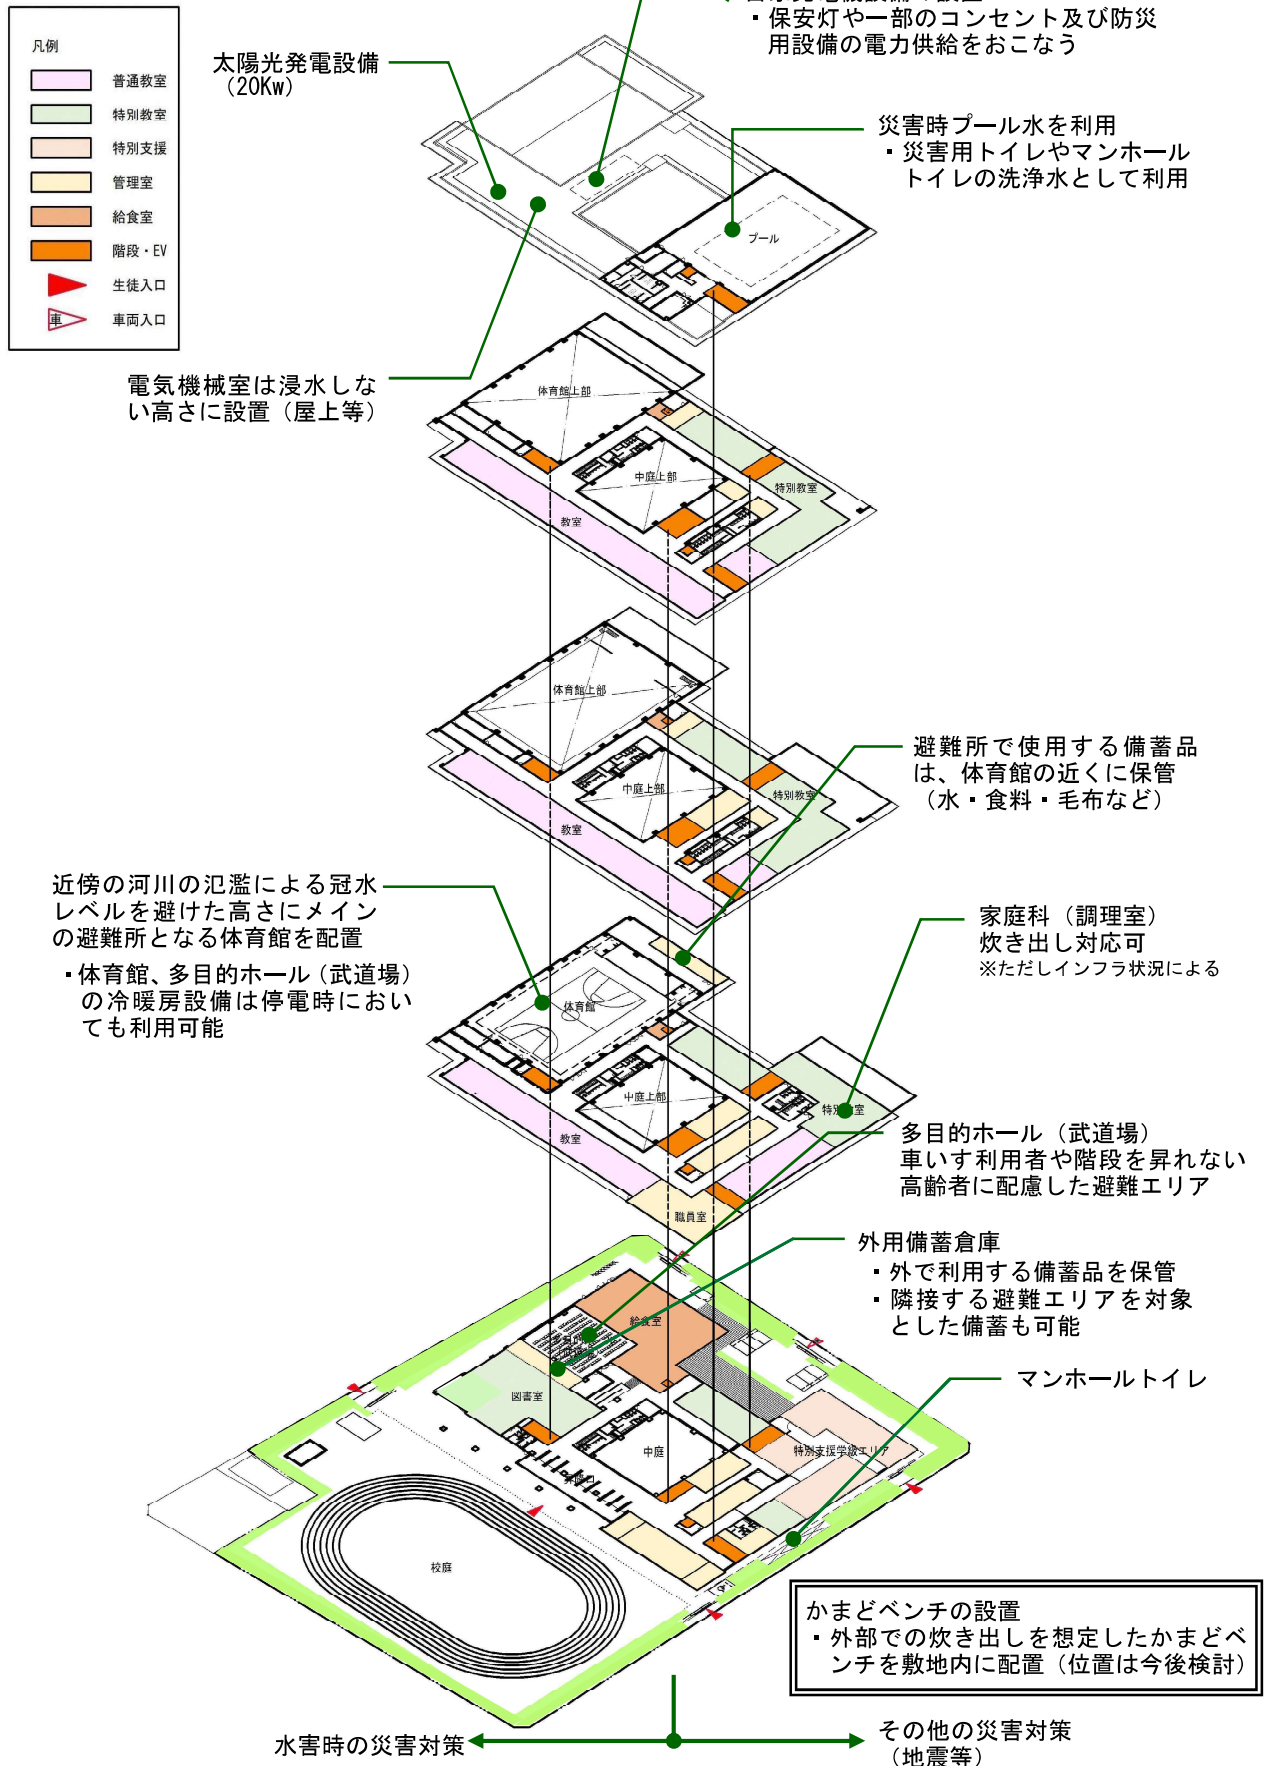 ・保安灯や一部のコンセント及び防災
用設備の電力供給をおこなう
凡例
普通教室
特別教室
特別支援
管理室
給食室
階段・EV
生徒入口
車 車両入口
太陽光発電設備
(20Kw)
災害時プール水を利用
・災害用トイレやマンホール
トイレの洗浄水として利用
プール
電気機械室は浸水しな
い高さに設置（屋上等）
体育館上部
中庭上部
特別教室
教室
体育館上部
中庭上部
特別教室
教室
避難所で使用する備蓄品
は、体育館の近くに保管
（水・食料・毛布など）
近傍の河川の氾濫による冠水
レベルを避けた高さにメイン
の避難所となる体育館を配置
・体育館、多目的ホール（武道場）
の冷暖房設備は停電時におい
ても利用可能
家庭科（調理室）
炊き出し対応可
※ただしインフラ状況による
体育館
中庭上部
特別教室
教室
職員室
多目的ホール（武道場）
車いす利用者や階段を昇れない
高齢者に配慮した避難エリア
外用備蓄倉庫
・外で利用する備蓄品を保管
・隣接する避難エリアを対象
とした備蓄も可能
マンホールトイレ
給食室
図書室
中庭
特別支援学級エリア
校庭
かまどベンチの設置
・外部での炊き出しを想定したかまどベ
ンチを敷地内に配置（位置は今後検討）
水害時の災害対策
その他の災害対策
（地震等）